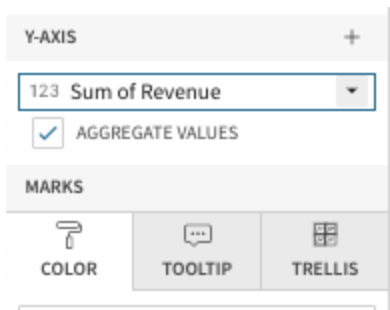 Y-AXIS +
123 Sum of Revenue
AGGREGATE VALUES
MARKS
COLOR TOOLTIP TRELLIS